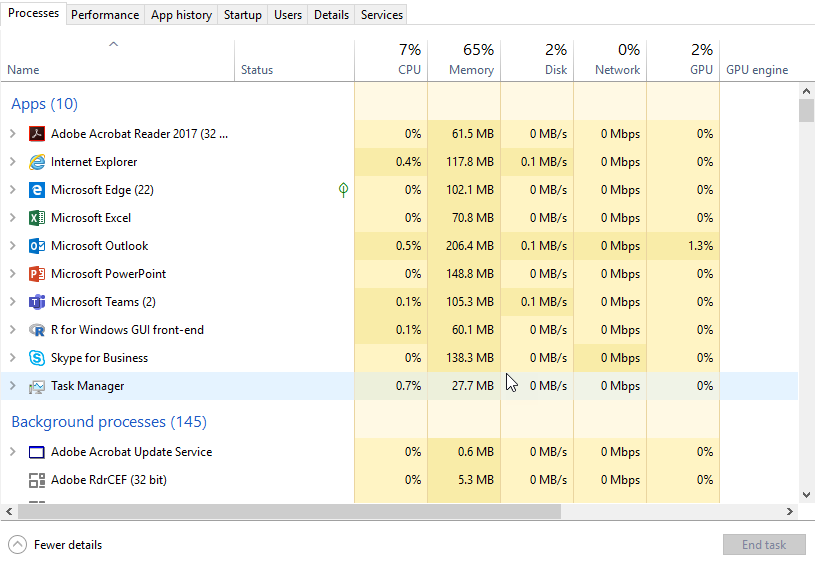 Processes Performance App history Startup Users Details Services
7% 65% 2% 0% 2%
Name Status CPU Memory Disk Network GPU GPU engine
Apps (10)
Adobe Acrobat Reader 2017 (32 ... 0% 61.5 MB 0 MB/s 0 Mbps 0%
Internet Explorer 0.4% 117.8 MB 0.1 MB/s 0 Mbps 0%
Microsoft Edge (22) 0% 102.1 MB 0 MB/s 0 Mbps 0%
Microsoft Excel 0% 70.8 MB 0 MB/s 0 Mbps 0%
Microsoft Outlook 0.5% 206.4 MB 0.1 MB/s 0 Mbps 1.3%
Microsoft PowerPoint 0% 148.8 MB 0 MB/s 0 Mbps 0%
Microsoft Teams (2) 0.1% 105.3 MB 0.1 MB/s 0 Mbps 0%
R for Windows GUI front-end 0.1% 60.1 MB 0 MB/s 0 Mbps 0%
Skype for Business 0% 138.3 MB 0 MB/s 0 Mbps 0%
Task Manager 0.7% 27.7 MB 0 MB/s 0 Mbps 0%
Background processes (145)
Adobe Acrobat Update Service 0% 0.6 MB 0 MB/s 0 Mbps 0%
Adobe RdrCEF (32 bit) 0% 5.3 MB 0 MB/s 0 Mbps 0%
Fewer details End task